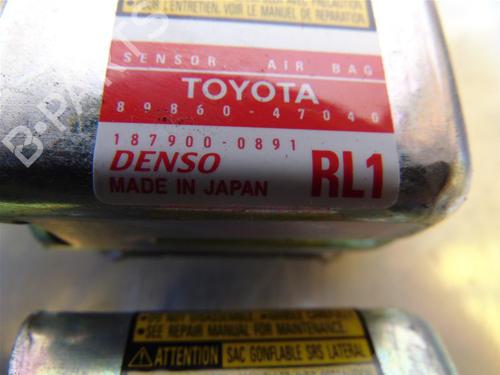 L'ENTRETIEN, VOIR LE MANUEL DE REPARATION
SENSOR, AIR BAG
TOYOTA
89860-47040
187900-0891
DENSO
MADE IN JAPAN
RL1
B-PARTS
SEE REPAIR MANUAL FOR MAINTENANCE.
ATTENTION SAC GONFLABLE SRS LATERAL